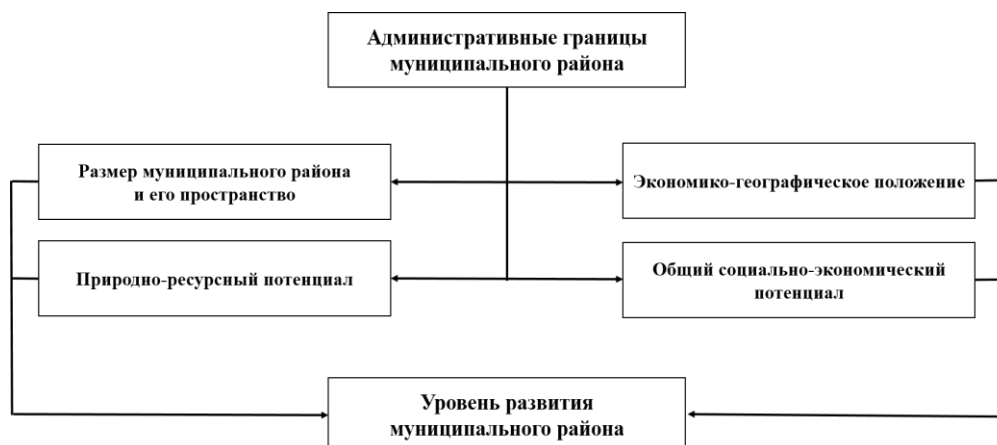 Административные границы
муниципального района
Размер муниципального района
и его пространство
Экономико-географическое положение
Природно-ресурсный потенциал
Общий социально-экономический
потенциал
Уровень развития
муниципального района